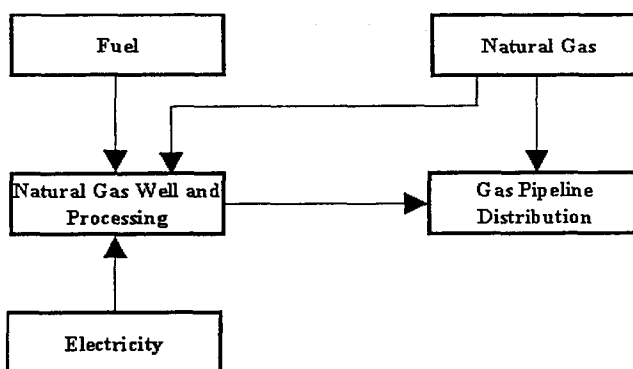 Fuel
Natural Gas
Natural Gas Well and
Processing
Gas Pipeline
Distribution
Electricity